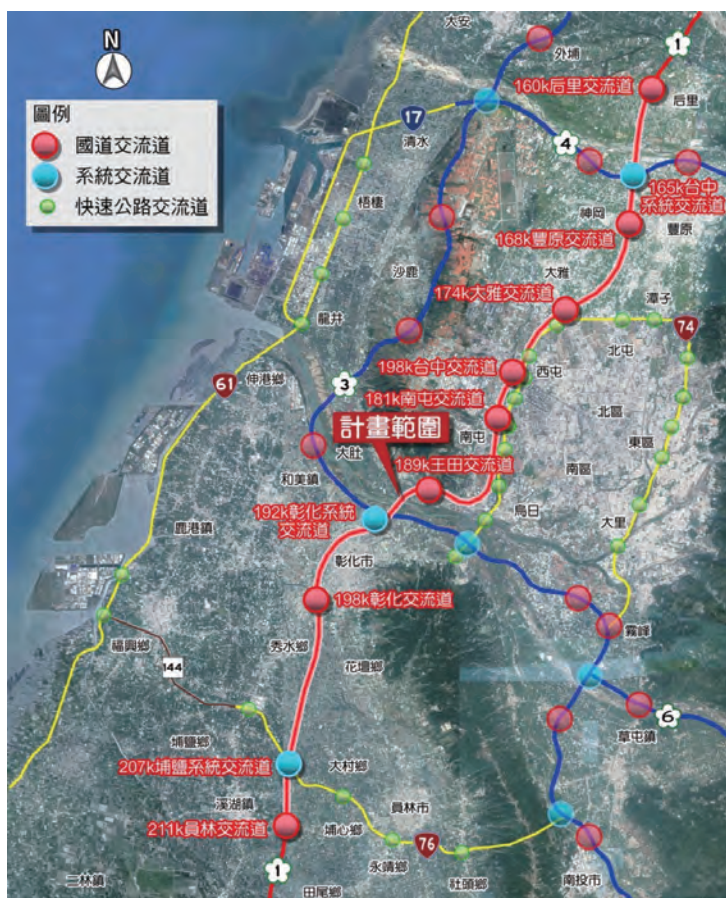 N
圖例
國道交流道
系統交流道
快速公路交流道
大安
外埔
1
160k后里交流道
后里
17
清水
4
165k台中
系統交流道
神岡
豐原
168k豐原交流道
梧棲
沙鹿
大雅
174k大雅交流道
潭子
74
龍井
北屯
61
伸港鄉
3
198k台中交流道
西屯
181k南屯交流道
北區
計畫範圍
南屯
東區
大肚
和美鎮
189k王田交流道
南區
192k彰化系統
交流道
烏日
大里
鹿港鎮
彰化市
198k彰化交流道
霧峰
福興鄉
秀水鄉
144
花壇鄉
6
草屯鎮
埔鹽鄉
207k埔鹽系統交流道
大村鄉
溪湖鎮
員林市
211k員林交流道
埔心鄉
76
永靖鄉
1
社頭鄉
南投市
二林鎮
田尾鄉